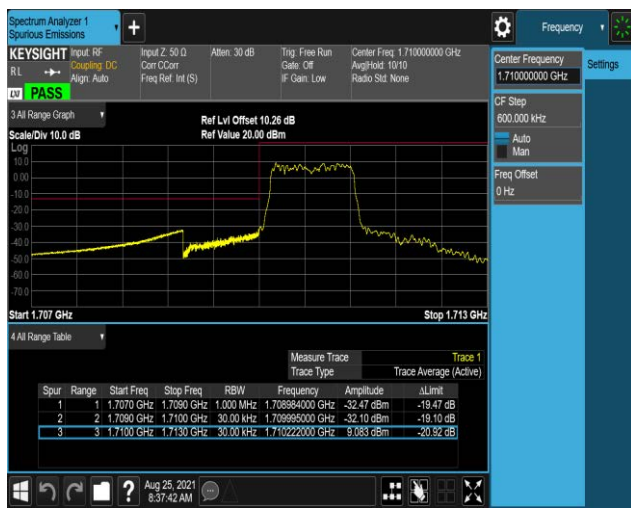 Spectrum Analyzer 1
Spurious Emissions
Frequency
KEYSIGHT Input: RF Input Z: 50 Ω Atten: 30 dB Trig: Free Run Center Freq: 1.710000000 GHz
RL Coupling: DC Corr CCorr Gate: Off Avg|Hold: 10/10
Align: Auto Freq Ref: Int (S) IF Gain: Low Radio Std: None
LXI PASS
Center Frequency
1.710000000 GHz
Settings
CF Step
600.000 kHz
Auto
Man
Freq Offset
0 Hz
3 All Range Graph
Ref Lvl Offset 10.26 dB
Scale/Div 10.0 dB Ref Value 20.00 dBm
Log
10.0
0.00
-10.0
-20.0
-30.0
-40.0
-50.0
-60.0
-70.0
Start 1.707 GHz Stop 1.713 GHz
4 All Range Table
Measure Trace Trace 1
Trace Type Trace Average (Active)
Spur Range Start Freq Stop Freq RBW Frequency Amplitude ΔLimit
1 1 1.7070 GHz 1.7090 GHz 1.000 MHz 1.708984000 GHz -32.47 dBm -19.47 dB
2 2 1.7090 GHz 1.7100 GHz 30.00 kHz 1.709995000 GHz -32.10 dBm -19.10 dB
3 3 1.7100 GHz 1.7130 GHz 30.00 kHz 1.710222000 GHz 9.083 dBm -20.92 dB
Aug 25, 2021
8:37:42 AM